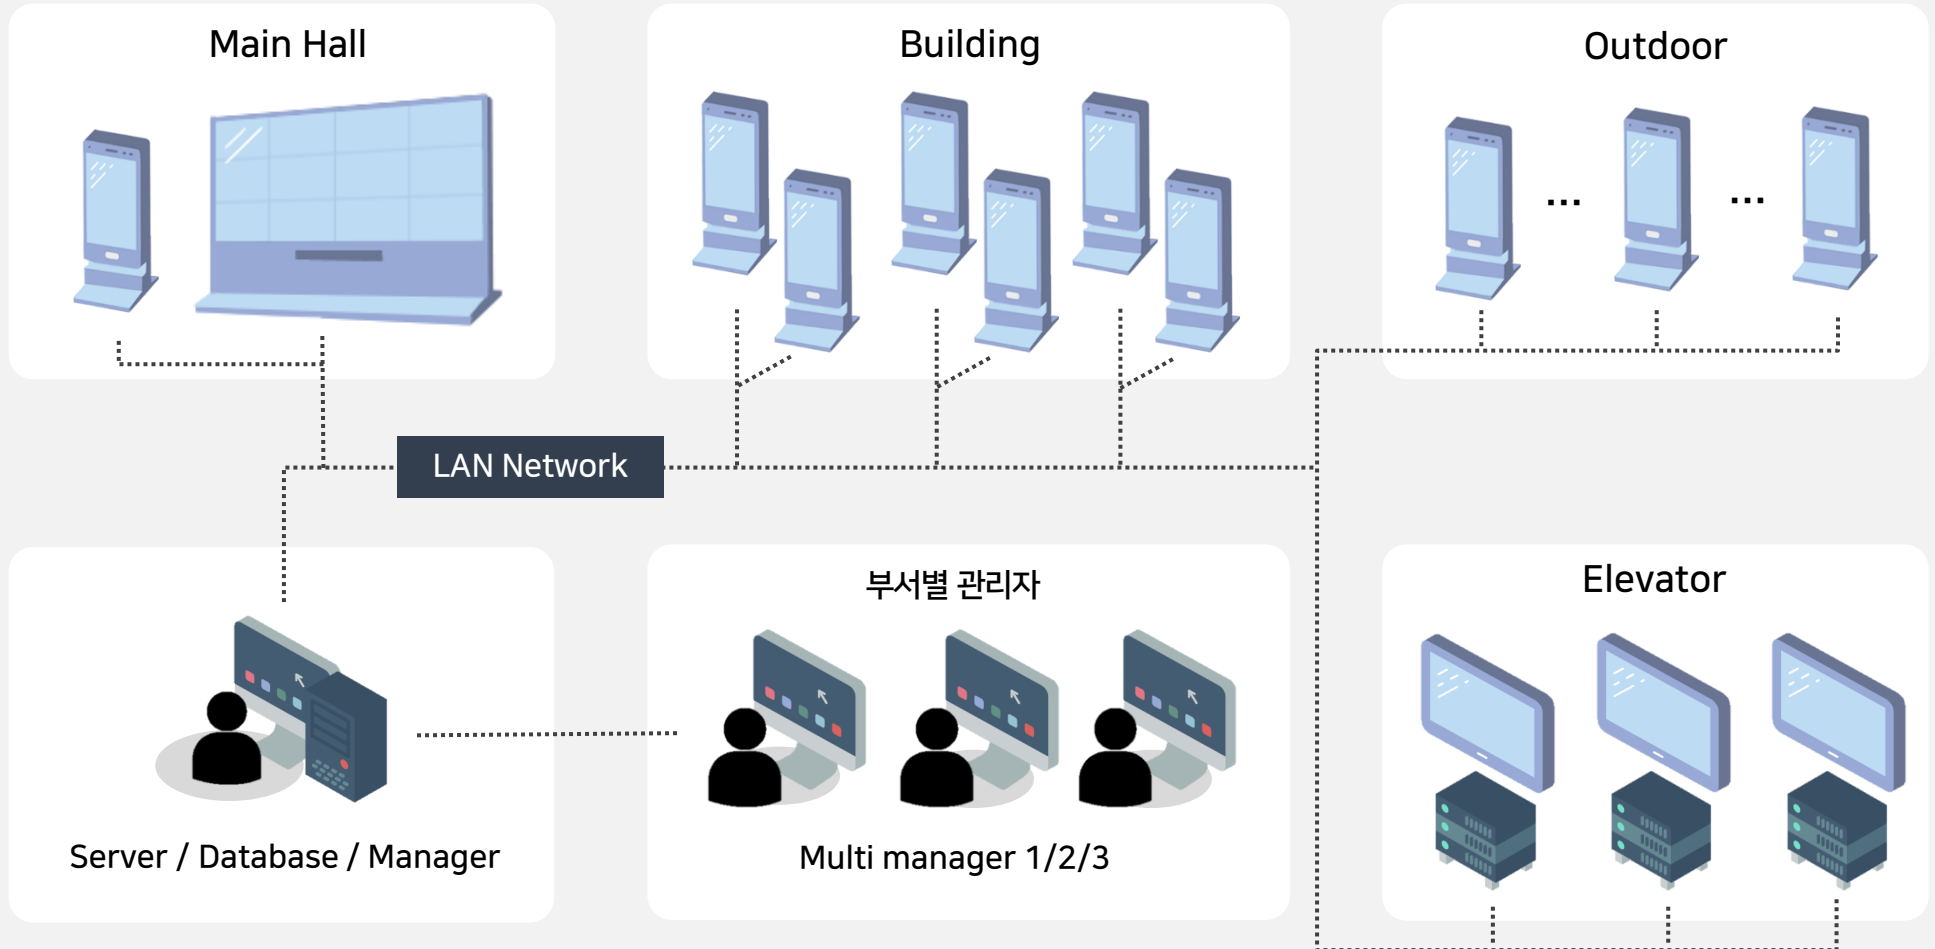 Main Hall
Building
Outdoor
...
...
LAN Network
부서별 관리자
Elevator
Server / Database / Manager
Multi manager 1/2/3